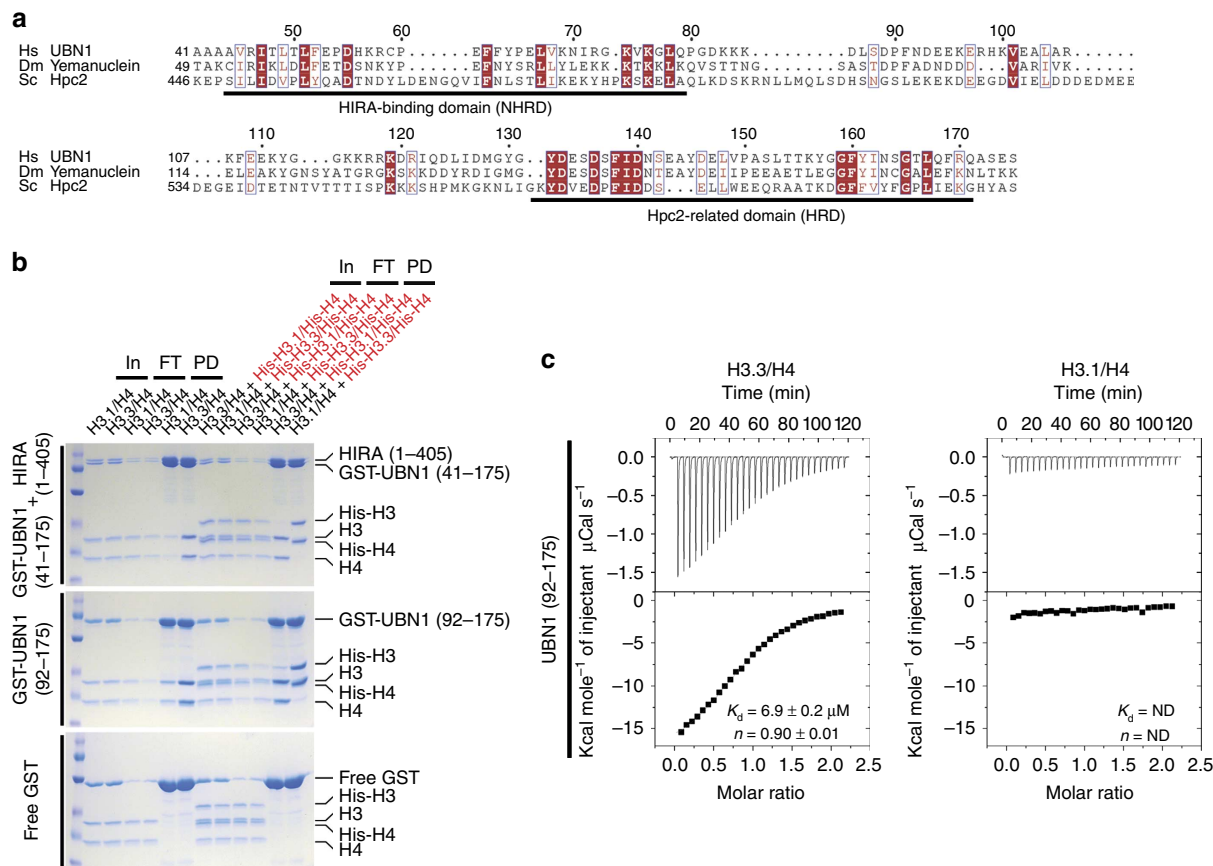 a
50 60 70 80 90 100
Hs UBN1 41 AAAAVRITLTLFEPDHKRCP......EFFYPELVKNIRG.KVKGLQPGDKKK.....DLSDPFNDEEKERHKVEALAR......
Dm Yemanuclein 49 TAKCIRIKLDLFETDSNKYP......EFNYSRLLYLEKK.KTKKLKQVSTTNG.....SADPFANDDD..VARIAR......
Sc Hpc2 446 KEPSILIDVPLYQADTNDYLDENGQVIFNLSTLIKEKYHPKSKELAQLKDSKRNLLMQLSDHSNGSLEKEKDEEGDVIELDVKDDEDMEE
HIRA-binding domain (NHRD)
110 120 130 140 150 160 170
Hs UBN1 107 ...KFEEKYG...GKKRRKDRIQDLIDMGYG..YDESDSFIDNSEAYDELVPASLTTKYGGFYINSGTLQFRQASES
Dm Yemanuclein 114 ...ELEAKYGNSYATGRGKSKKDDYRDIGMG..YDESDSFIDNTEAYDEIIPEEAETLEGGFYINCGALEFKNLTKK
Sc Hpc2 534 DEGEIDTETNTVTTTISPKKKSHPMKGKNLIGKYDVEDPFIDDS..ELLWEEQRAATKDGFFVYFGPLIEKGHYAS
Hpc2-related domain (HRD)
b
In FT PD
In FT PD
H3.1/H4
H3.3/H4
H3.1/H4
H3.3/H4
H3.1/H4
H3.3/H4
H3.3/H4 + His-H3.1/His-H4
H3.1/H4 + His-H3.3/His-H4
H3.3/H4 + His-H3.1/His-H4
H3.1/H4 + His-H3.3/His-H4
H3.3/H4 + His-H3.1/His-H4
H3.1/H4 + His-H3.3/His-H4
GST-UBN1 + HIRA
(41–175) (1–405)
HIRA (1–405)
GST-UBN1 (41–175)
His-H3
H3
His-H4
H4
GST-UBN1
(92–175)
GST-UBN1 (92–175)
His-H3
H3
His-H4
H4
Free GST
Free GST
His-H3
H3
His-H4
H4
c
UBN1 (92–175)
H3.3/H4
Time (min)
0 20 40 60 80 100 120
0.0
−0.5
−1.0
−1.5
µCal s⁻¹
0
−5
−10
−15
Kcal mole⁻¹ of injectant
Kd = 6.9 ± 0.2 µM
n = 0.90 ± 0.01
0.0 0.5 1.0 1.5 2.0 2.5
Molar ratio
H3.1/H4
Time (min)
0 20 40 60 80 100 120
0.0
−0.5
−1.0
−1.5
µCal s⁻¹
0
−5
−10
−15
Kcal mole⁻¹ of injectant
Kd = ND
n = ND
0.0 0.5 1.0 1.5 2.0 2.5
Molar ratio